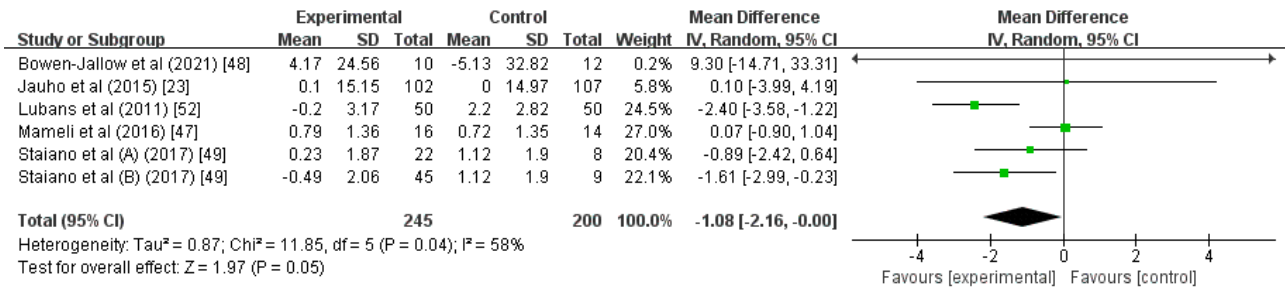 Experimental Control Mean Difference Mean Difference
Study or Subgroup Mean SD Total Mean SD Total Weight IV, Random, 95% CI IV, Random, 95% CI
Bowen-Jallow et al (2021) [48] 4.17 24.56 10 -5.13 32.82 12 0.2% 9.30 [-14.71, 33.31]
Jauho et al (2015) [23] 0.1 15.15 102 0 14.97 107 5.8% 0.10 [-3.99, 4.19]
Lubans et al (2011) [52] -0.2 3.17 50 2.2 2.82 50 24.5% -2.40 [-3.58, -1.22]
Mameli et al (2016) [47] 0.79 1.36 16 0.72 1.35 14 27.0% 0.07 [-0.90, 1.04]
Staiano et al (A) (2017) [49] 0.23 1.87 22 1.12 1.9 8 20.4% -0.89 [-2.42, 0.64]
Staiano et al (B) (2017) [49] -0.49 2.06 45 1.12 1.9 9 22.1% -1.61 [-2.99, -0.23]
Total (95% CI) 245 200 100.0% -1.08 [-2.16, -0.00]
Heterogeneity: Tau² = 0.87; Chi² = 11.85, df = 5 (P = 0.04); I² = 58%
Test for overall effect: Z = 1.97 (P = 0.05)
-4 -2 0 2 4
Favours [experimental] Favours [control]